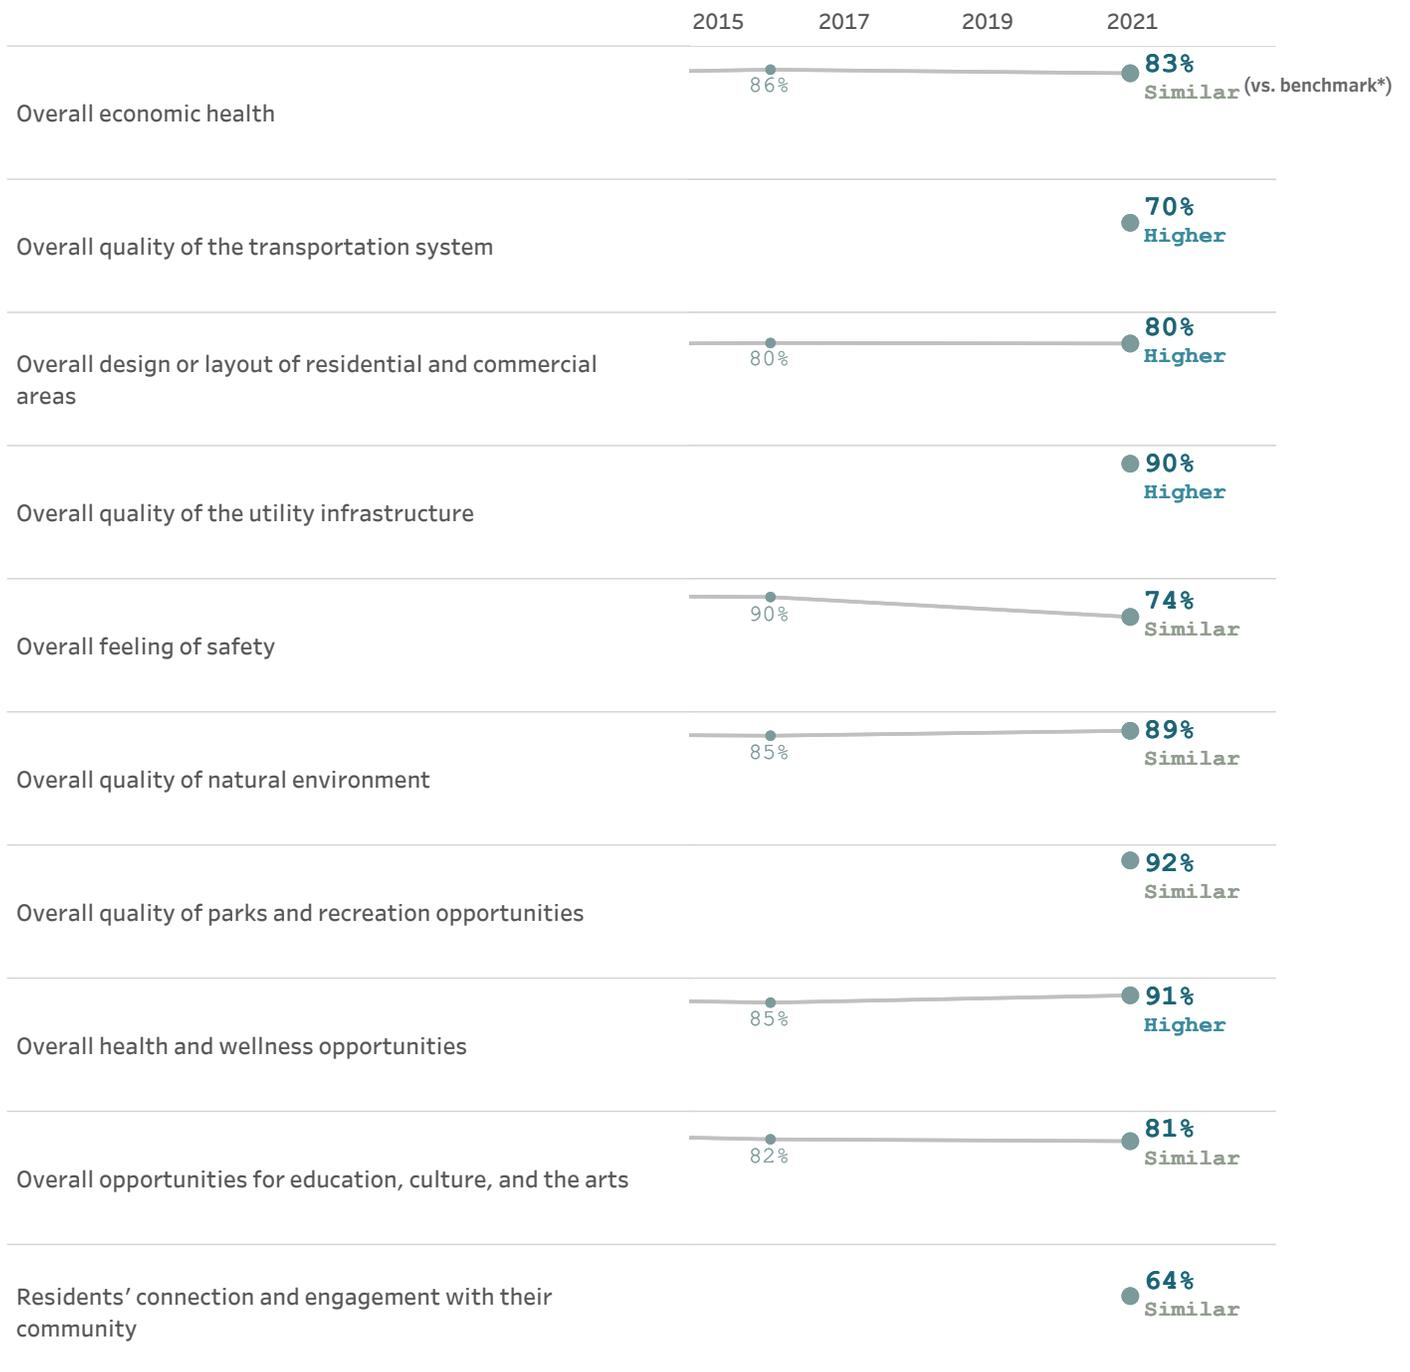 2015 2017 2019 2021
83%
86%
Similar (vs. benchmark*)
Overall economic health
70%
Higher
Overall quality of the transportation system
80%
Higher
80%
Overall design or layout of residential and commercial
areas
90%
Higher
Overall quality of the utility infrastructure
74%
90%
Similar
Overall feeling of safety
89%
85%
Similar
Overall quality of natural environment
92%
Similar
Overall quality of parks and recreation opportunities
91%
85%
Higher
Overall health and wellness opportunities
81%
82%
Similar
Overall opportunities for education, culture, and the arts
64%
Similar
Residents’ connection and engagement with their
community